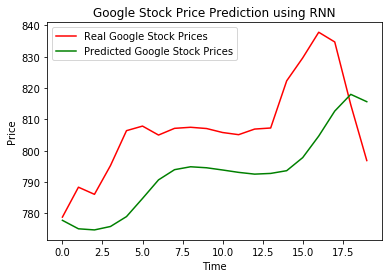 Google Stock Price Prediction using RNN
Real Google Stock Prices
Predicted Google Stock Prices
Price
840
830
820
810
800
790
780
0.0 2.5 5.0 7.5 10.0 12.5 15.0 17.5
Time